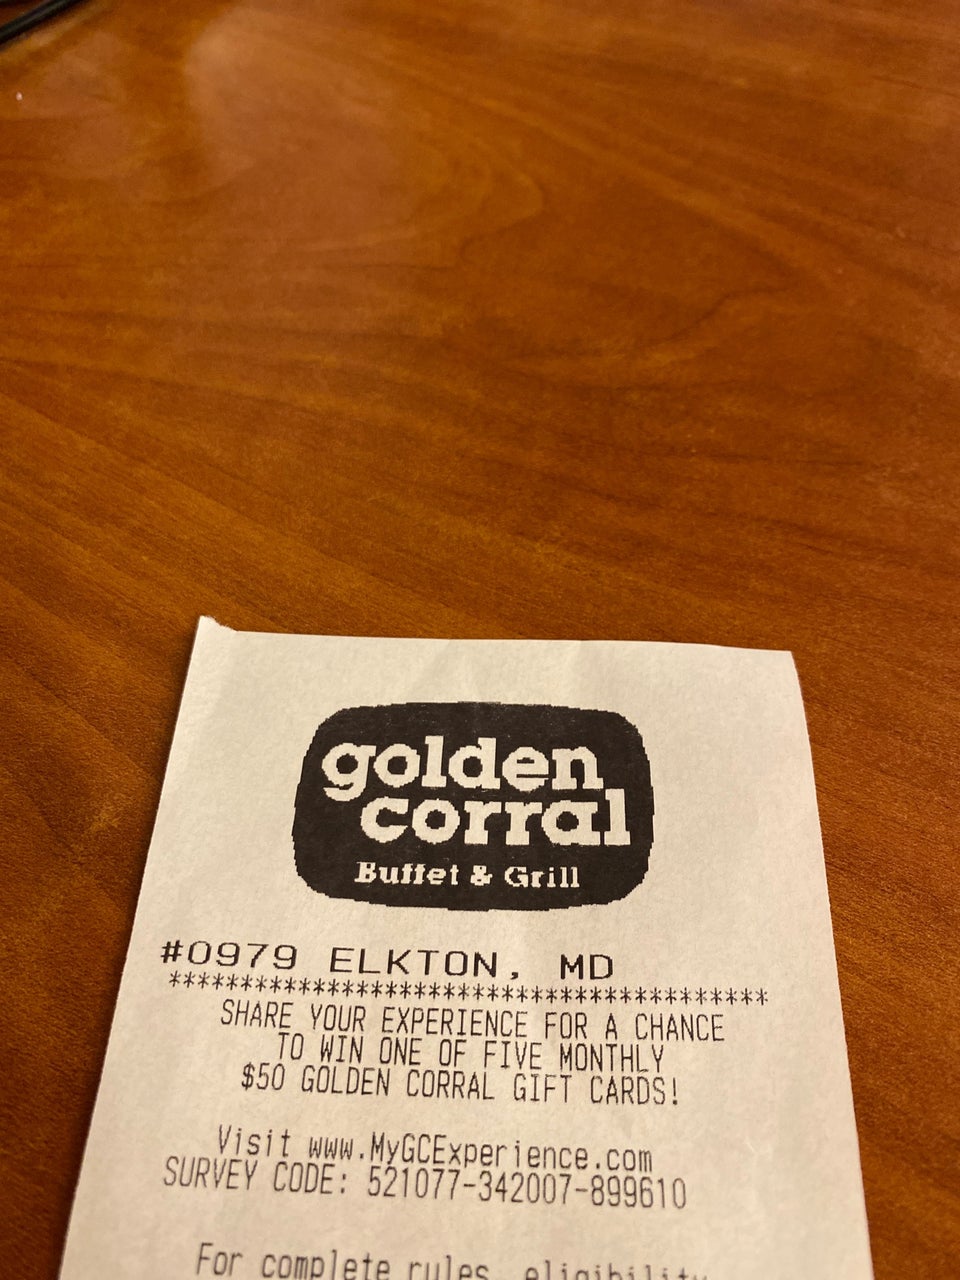 golden
corral
Buffet & Grill
#0979 ELKTON, MD
******************************************
SHARE YOUR EXPERIENCE FOR A CHANCE
TO WIN ONE OF FIVE MONTHLY
$50 GOLDEN CORRAL GIFT CARDS!
Visit www.MyGCExperience.com
SURVEY CODE: 521077-342007-899610
For complete rules, eligibility